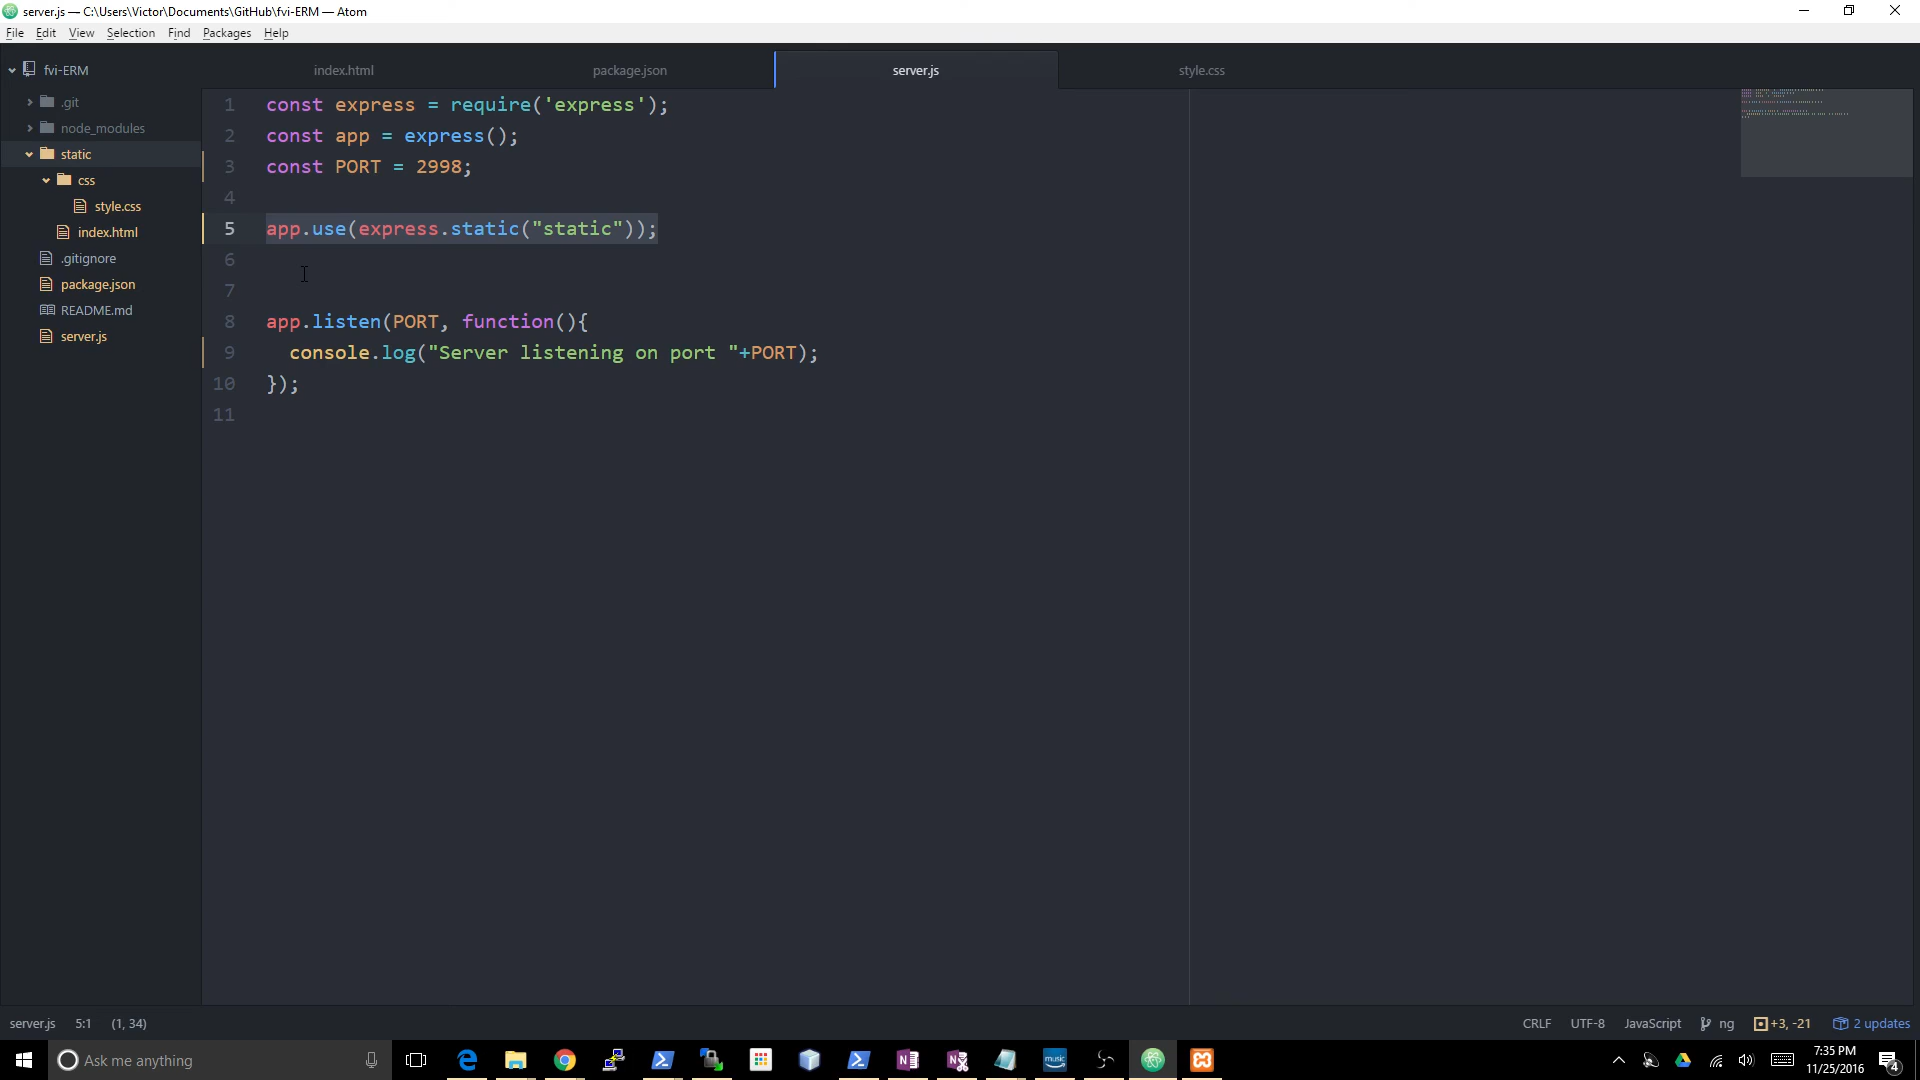 server.js — C:\Users\Victor\Documents\GitHub\fvi-ERM — Atom
File Edit View Selection Find Packages Help
fvi-ERM
.git
node_modules
static
css
style.css
index.html
.gitignore
package.json
README.md
server.js
index.html package.json server.js style.css
1 const express = require('express');
2 const app = express();
3 const PORT = 2998;
4
5 app.use(express.static("static"));
6
7
8 app.listen(PORT, function(){
9 console.log("Server listening on port "+PORT);
10 });
11
server.js 5:1 (1, 34) CRLF UTF-8 JavaScript ng +3, -21 2 updates
Ask me anything
music
7:35 PM
11/25/2016
4